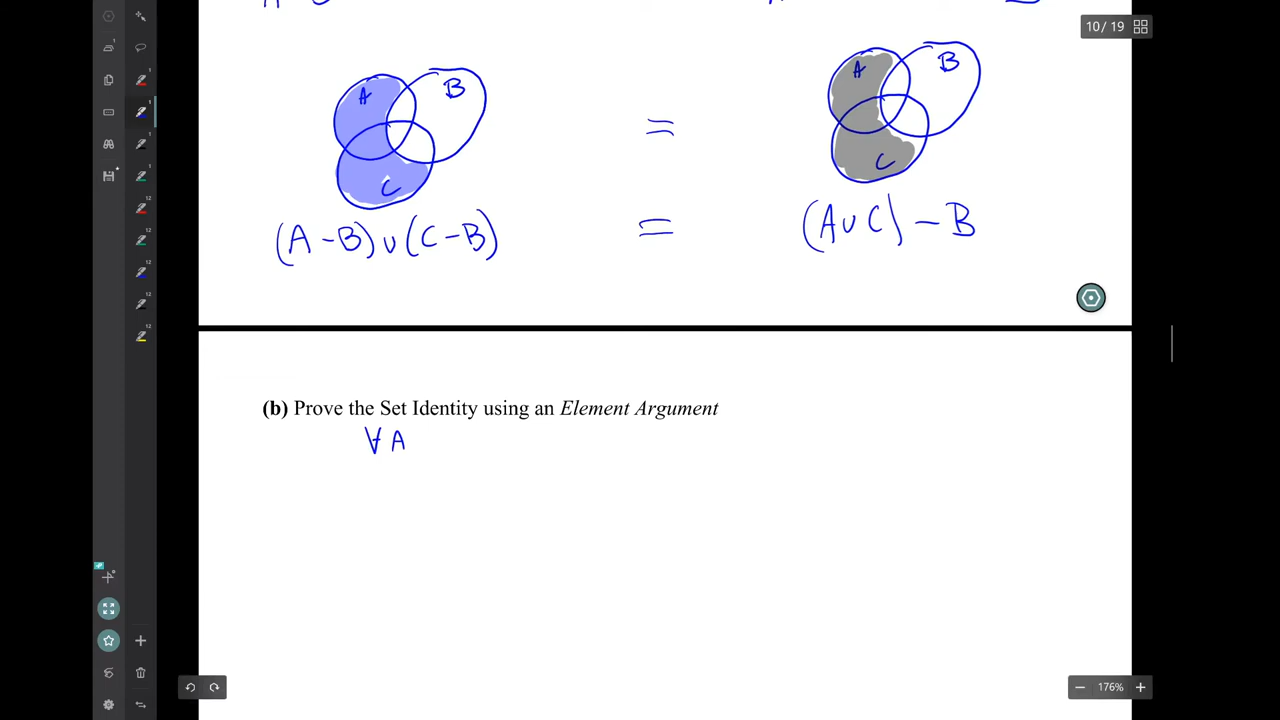 10 / 19
A B
C
=
A B
C
(A – B) ∪ (C – B) = (A ∪ C) – B
(b) Prove the Set Identity using an Element Argument
∀ A
176%